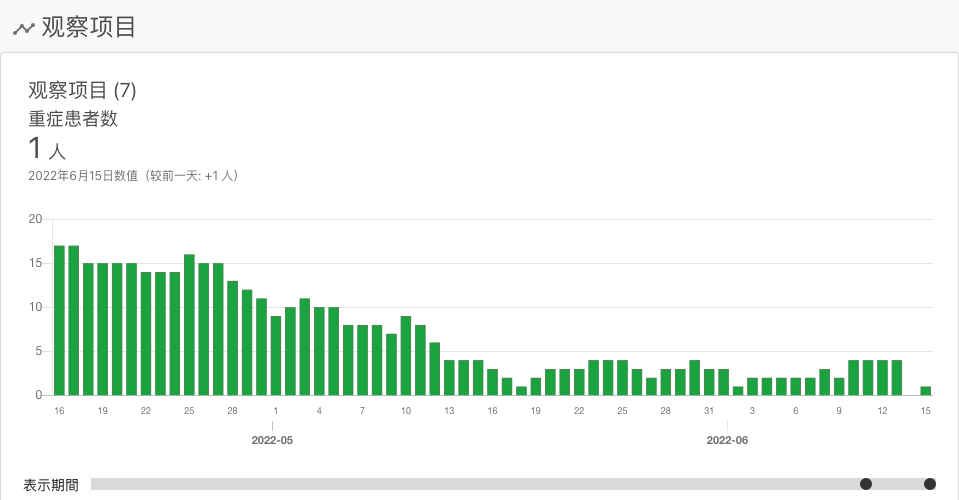 观察项目
观察项目 (7)
重症患者数
1 人
2022年6月15日数值（较前一天: +1 人）
20
15
10
5
0
16 19 22 25 28 1 4 7 10 13 16 19 22 25 28 31 3 6 9 12 15
2022-05 2022-06
表示期間